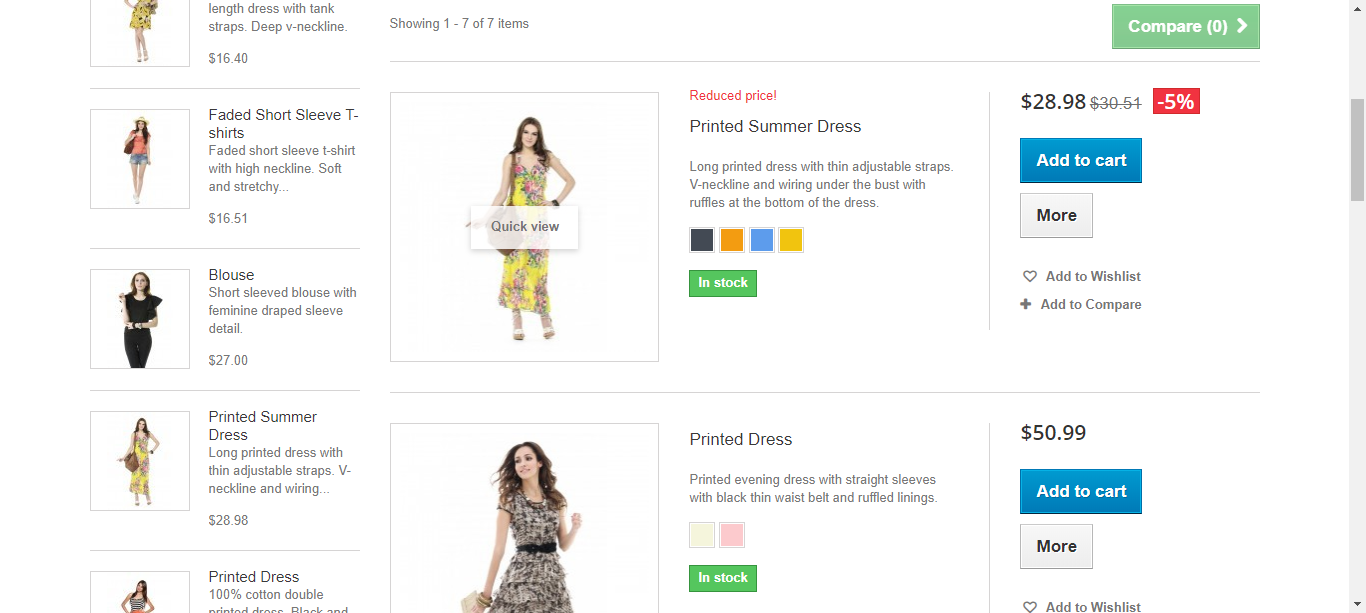 length dress with tank
straps. Deep v-neckline.
$16.40
Faded Short Sleeve T-
shirts
Faded short sleeve t-shirt
with high neckline. Soft
and stretchy...
$16.51
Blouse
Short sleeved blouse with
feminine draped sleeve
detail.
$27.00
Printed Summer
Dress
Long printed dress with
thin adjustable straps. V-
neckline and wiring...
$28.98
Printed Dress
100% cotton double
printed dress. Black and
Showing 1 - 7 of 7 items
Compare (0)
Quick view
Reduced price!
Printed Summer Dress
Long printed dress with thin adjustable straps.
V-neckline and wiring under the bust with
ruffles at the bottom of the dress.
In stock
$28.98 $30.51 -5%
Add to cart
More
Add to Wishlist
Add to Compare
Printed Dress
Printed evening dress with straight sleeves
with black thin waist belt and ruffled linings.
In stock
$50.99
Add to cart
More
Add to Wishlist